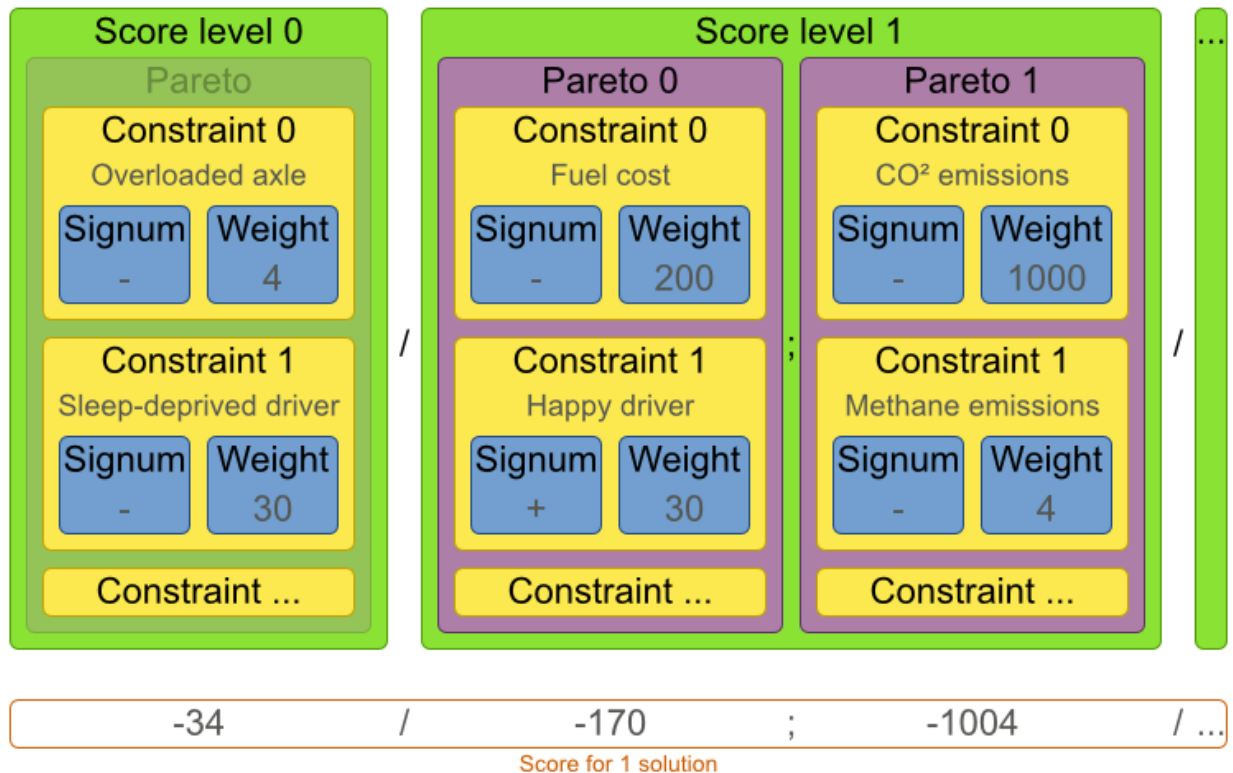 Score level 0
Pareto
Constraint 0
Overloaded axle
Signum Weight
- 4
Constraint 1
Sleep-deprived driver
Signum Weight
- 30
Constraint ...
/
Score level 1
Pareto 0
Constraint 0
Fuel cost
Signum Weight
- 200
Constraint 1
Happy driver
Signum Weight
+ 30
Constraint ...
;
Pareto 1
Constraint 0
CO² emissions
Signum Weight
- 1000
Constraint 1
Methane emissions
Signum Weight
- 4
Constraint ...
/
...
-34 / -170 ; -1004 / ...
Score for 1 solution